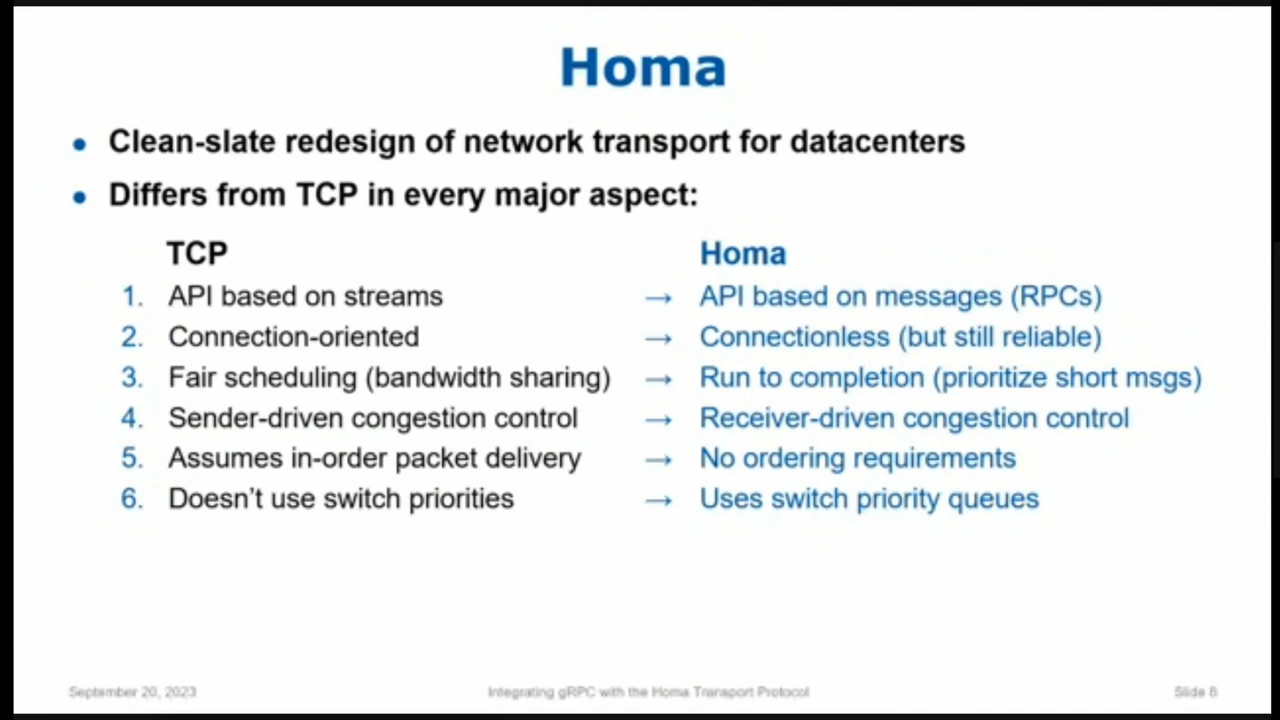 Homa
• Clean-slate redesign of network transport for datacenters
• Differs from TCP in every major aspect:
TCP Homa
1. API based on streams → API based on messages (RPCs)
2. Connection-oriented → Connectionless (but still reliable)
3. Fair scheduling (bandwidth sharing) → Run to completion (prioritize short msgs)
4. Sender-driven congestion control → Receiver-driven congestion control
5. Assumes in-order packet delivery → No ordering requirements
6. Doesn't use switch priorities → Uses switch priority queues
September 20, 2023 Integrating gRPC with the Homa Transport Protocol Slide 8